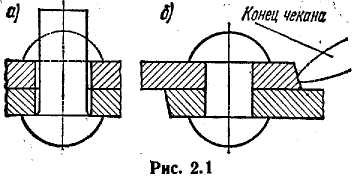 а)
б)
Конец чекана
Рис. 2.1